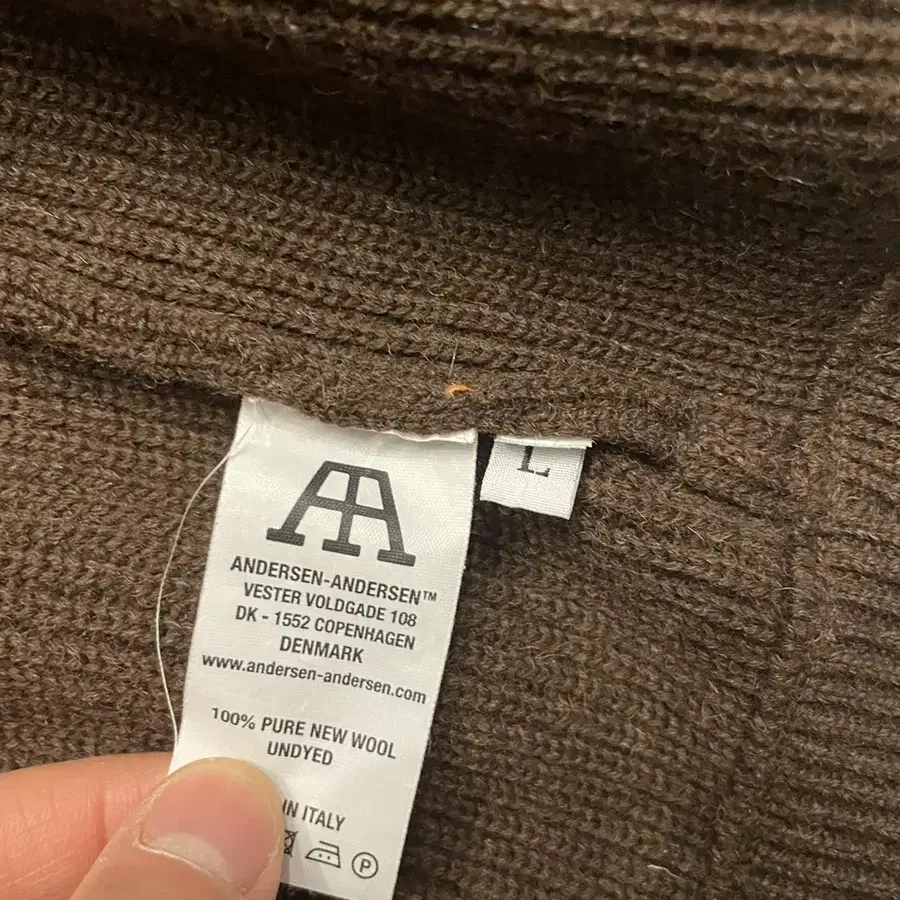 L
AA
ANDERSEN-ANDERSEN™
VESTER VOLDGADE 108
DK - 1552 COPENHAGEN
DENMARK
www.andersen-andersen.com
100% PURE NEW WOOL
UNDYED
IN ITALY
P